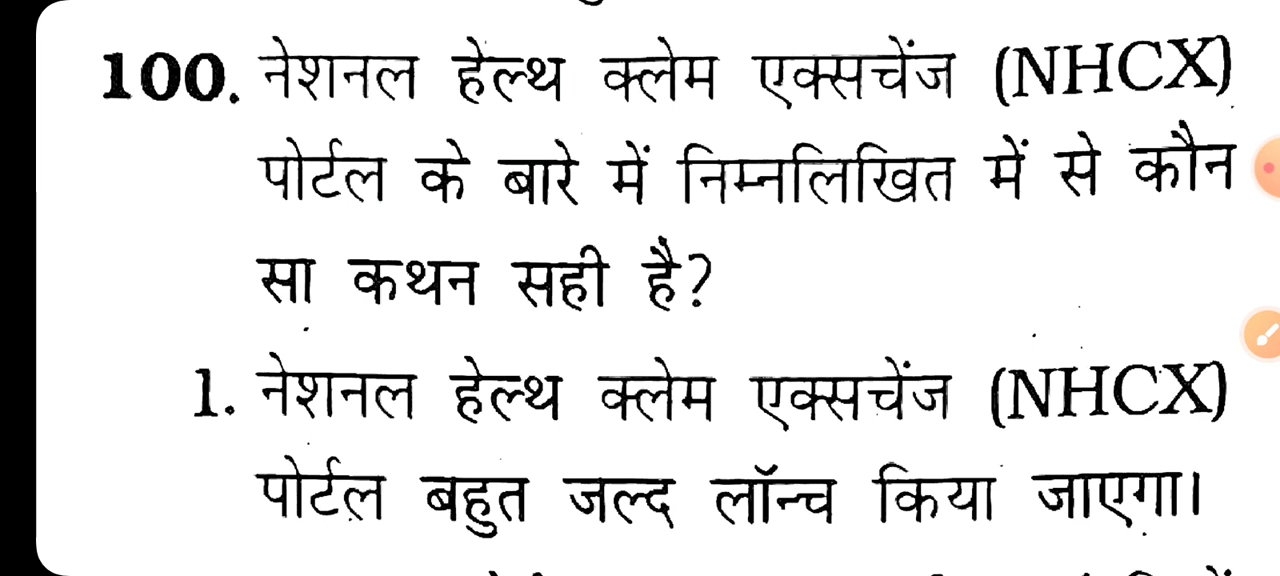 100. नेशनल हेल्थ क्लेम एक्सचेंज (NHCX)
पोर्टल के बारे में निम्नलिखित में से कौन
सा कथन सही है?
1. नेशनल हेल्थ क्लेम एक्सचेंज (NHCX)
पोर्टल बहुत जल्द लॉन्च किया जाएगा।